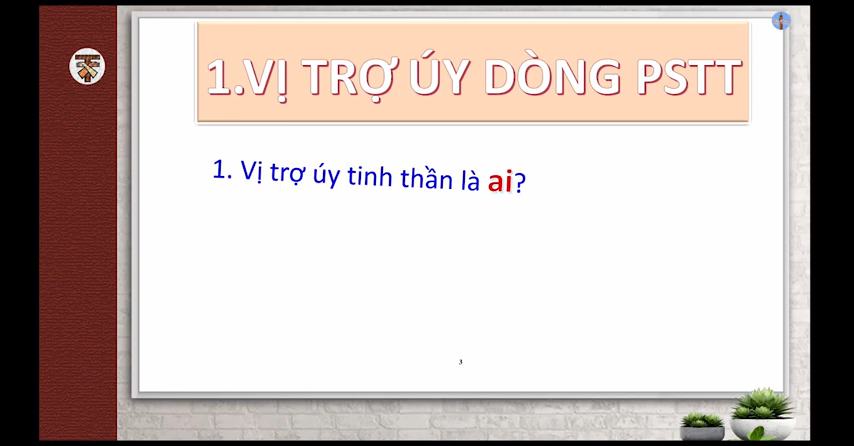 1.VỊ TRỢ ÚY DÒNG PSTT
1. Vị trợ úy tinh thần là ai?
3